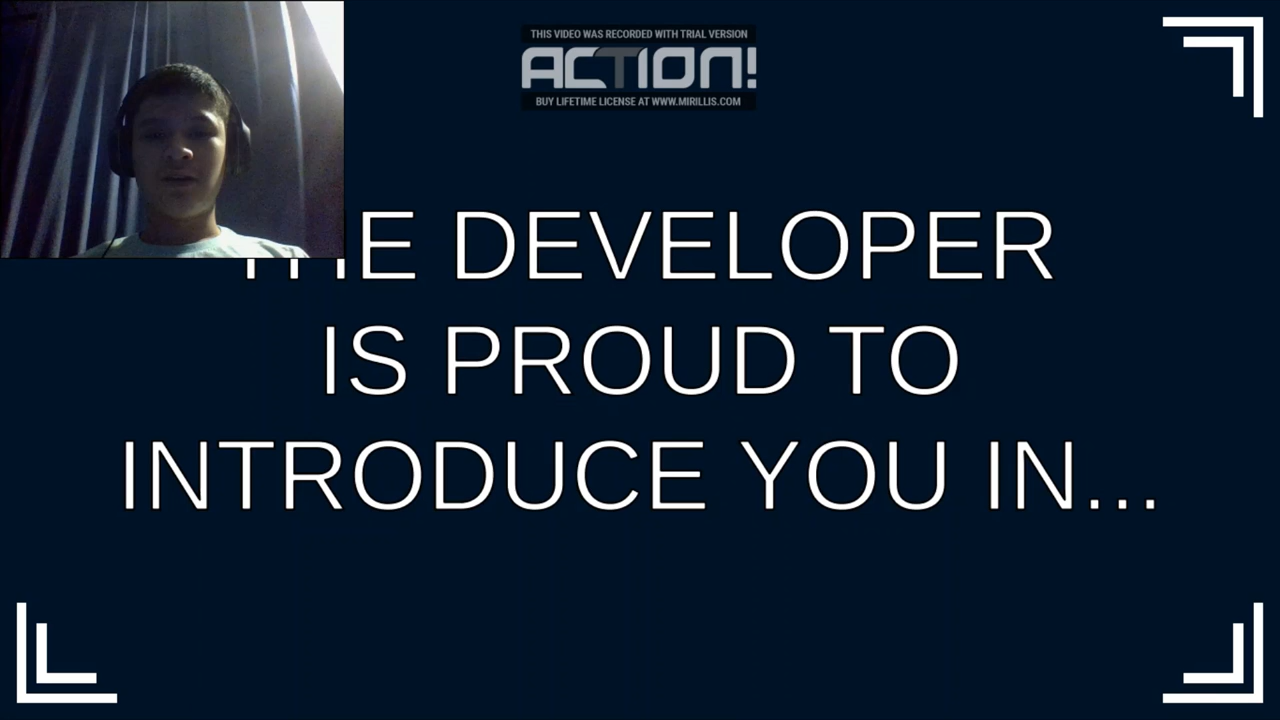 THIS VIDEO WAS RECORDED WITH TRIAL VERSION
ACTION!
BUY LIFETIME LICENSE AT WWW.MIRILLIS.COM
THE DEVELOPER
IS PROUD TO
INTRODUCE YOU IN...